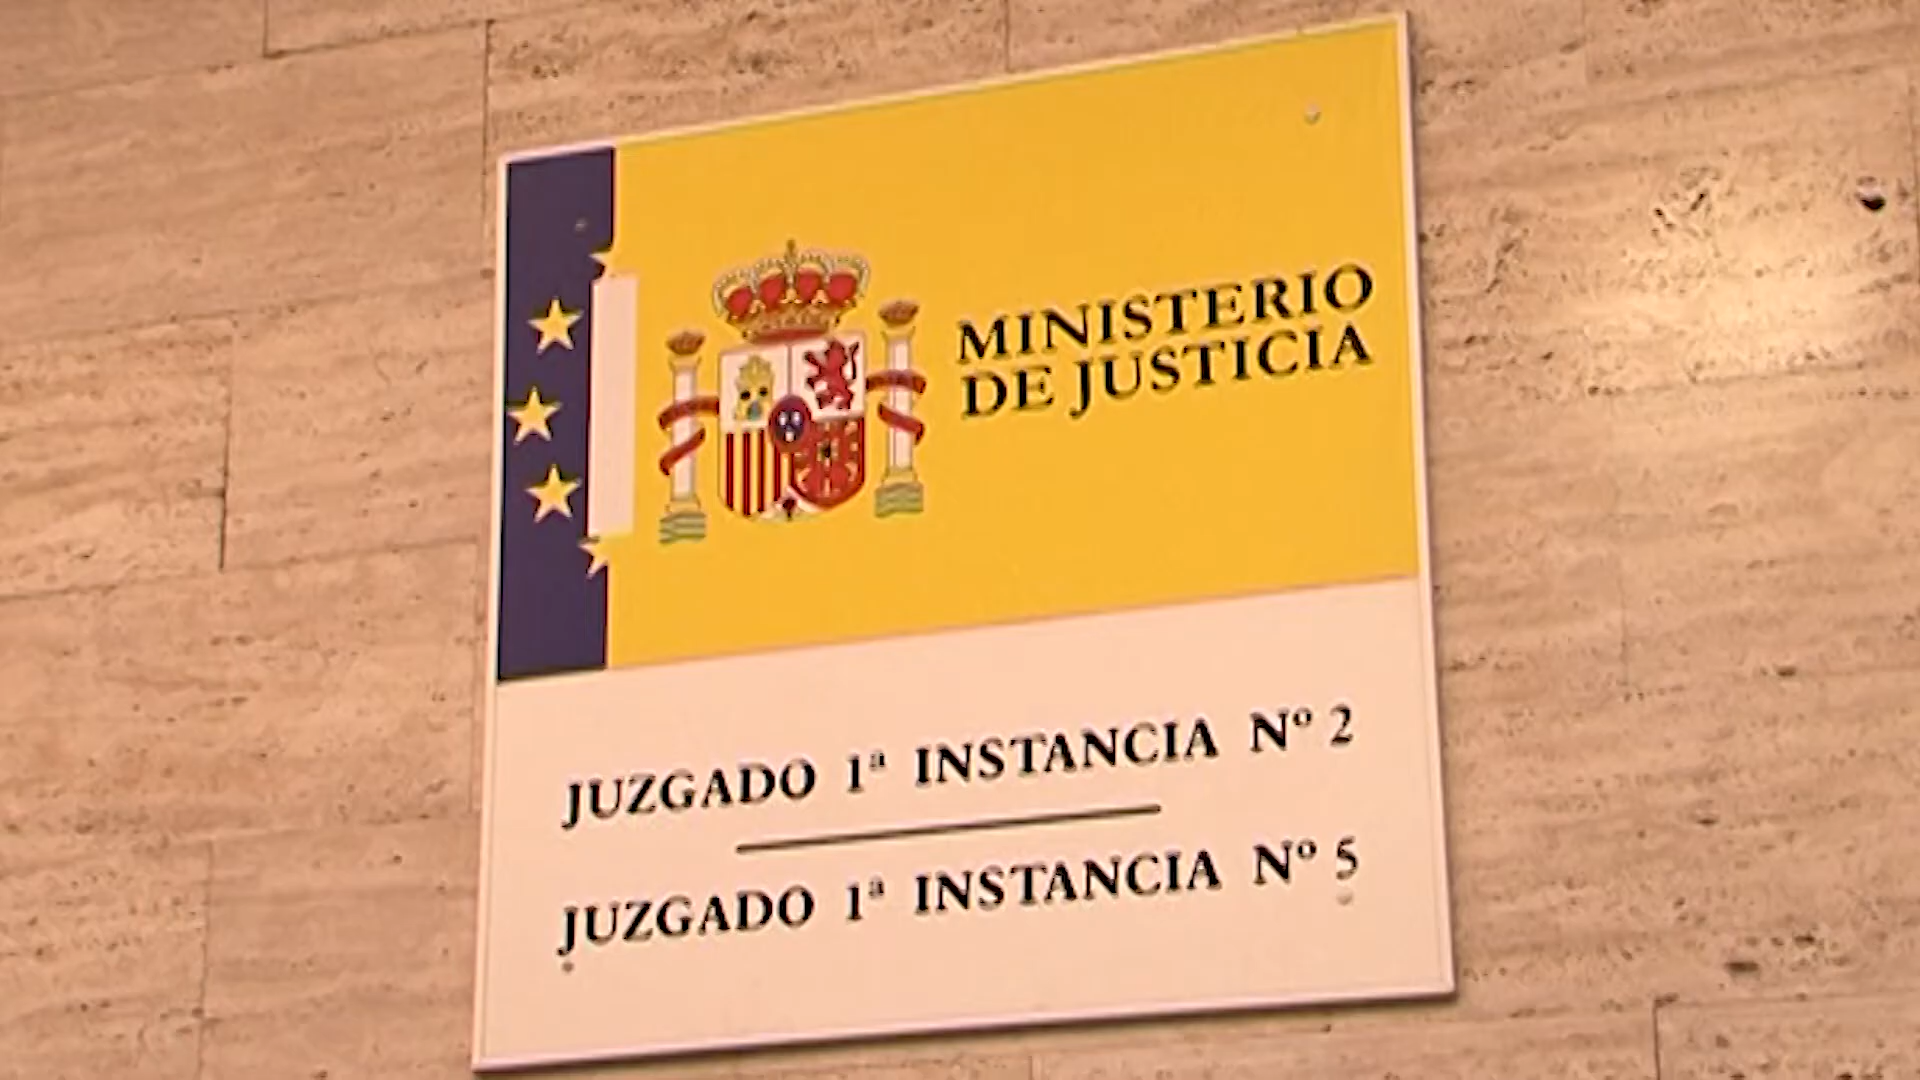 MINISTERIO
DE JUSTICIA
JUZGADO 1ª INSTANCIA Nº 2
JUZGADO 1ª INSTANCIA Nº 5